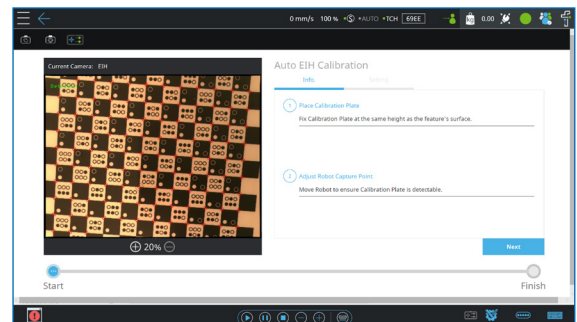 0 mm/s 100% •Ⓢ •AUTO •TCH 69EE
kg 0.00
Current Camera: EIH
Auto EIH Calibration
Info.
1 Place Calibration Plate
Fix Calibration Plate at the same height as the feature's surface.
2 Adjust Robot Capture Point
Move Robot to ensure Calibration Plate is detectable.
20%
Next
Start
Finish